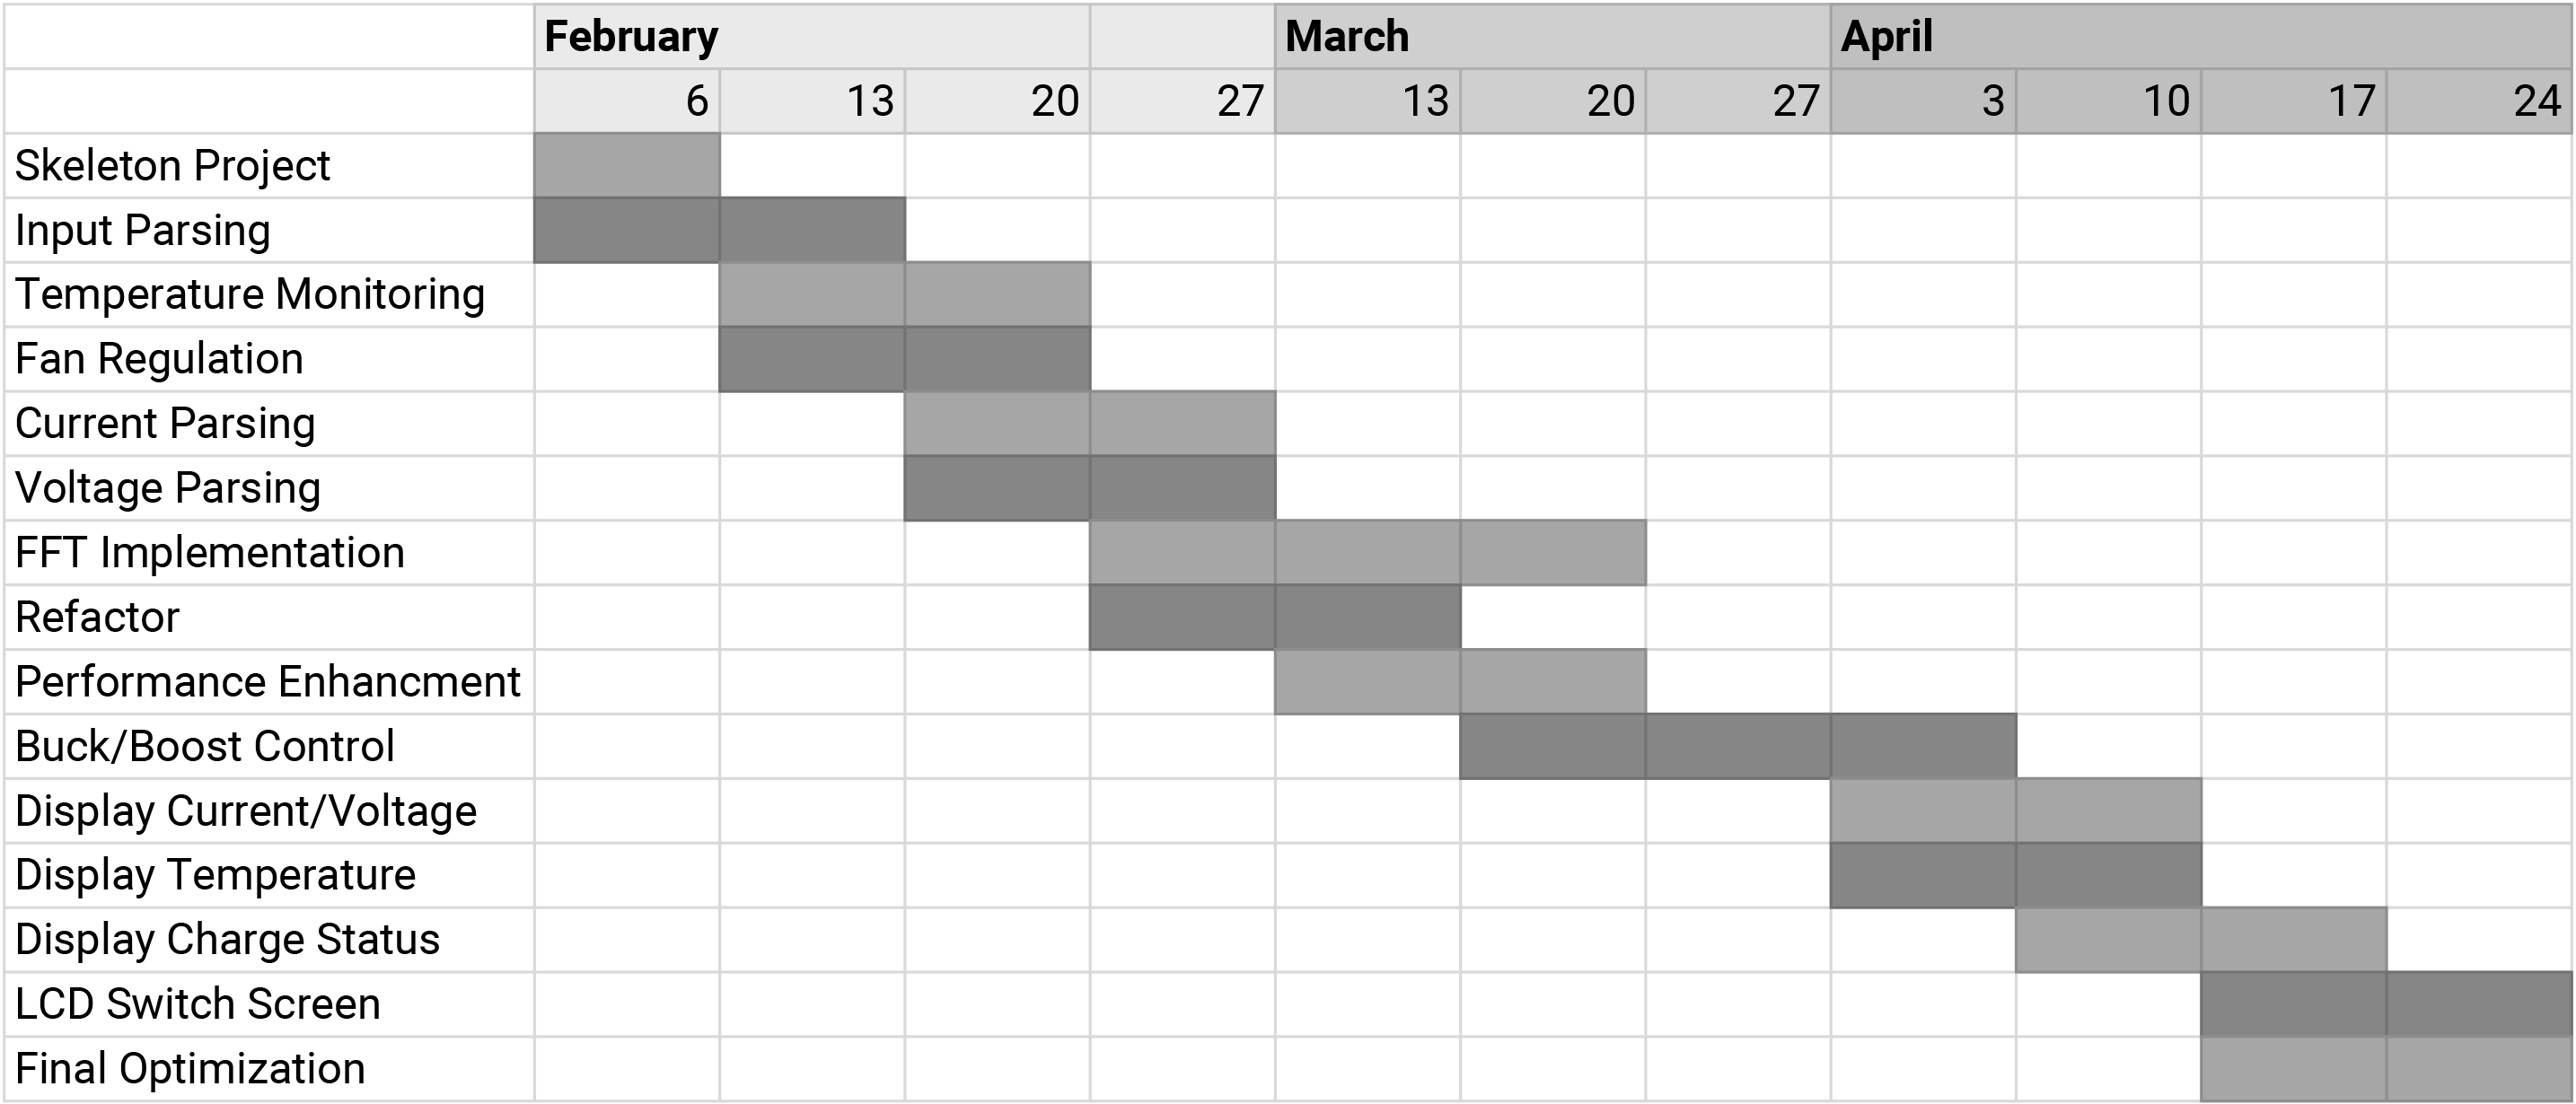 February March April
6 13 20 27 13 20 27 3 10 17 24
Skeleton Project
Input Parsing
Temperature Monitoring
Fan Regulation
Current Parsing
Voltage Parsing
FFT Implementation
Refactor
Performance Enhancment
Buck/Boost Control
Display Current/Voltage
Display Temperature
Display Charge Status
LCD Switch Screen
Final Optimization